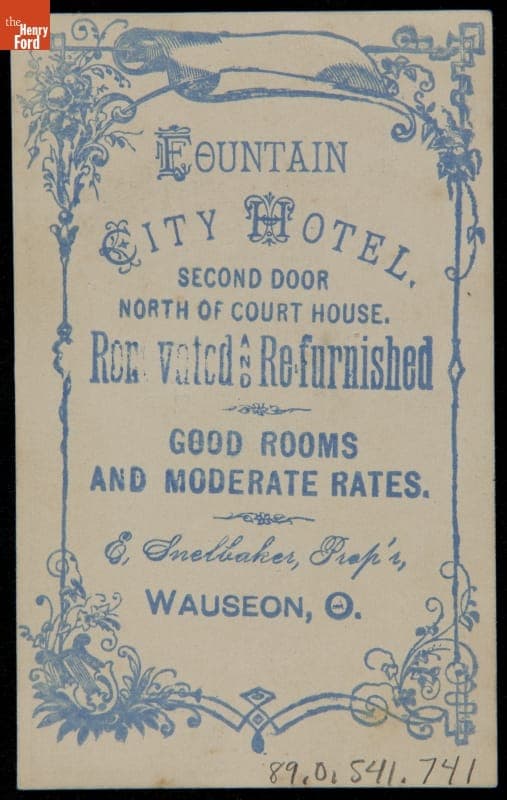 the
Henry
Ford
FOUNTAIN
CITY HOTEL.
SECOND DOOR
NORTH OF COURT HOUSE.
Renovated AND Re-furnished
GOOD ROOMS
AND MODERATE RATES.
E. Snelbaker, Prop'r,
WAUSEON, O.
89.0.541.741